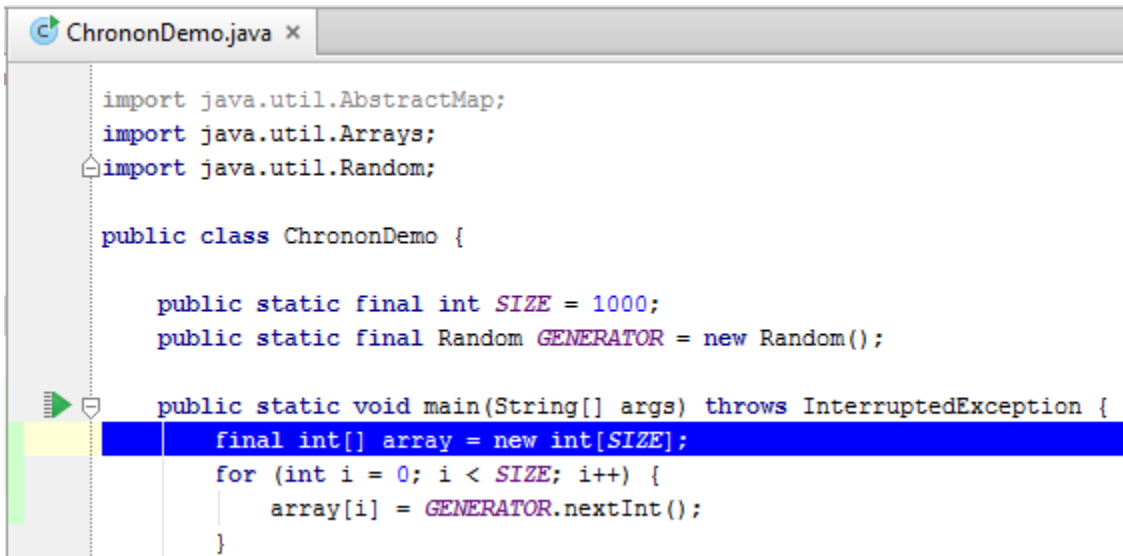 ChrononDemo.java ×
import java.util.AbstractMap;
import java.util.Arrays;
import java.util.Random;
public class ChrononDemo {
public static final int SIZE = 1000;
public static final Random GENERATOR = new Random();
public static void main(String[] args) throws InterruptedException {
final int[] array = new int[SIZE];
for (int i = 0; i < SIZE; i++) {
array[i] = GENERATOR.nextInt();
}